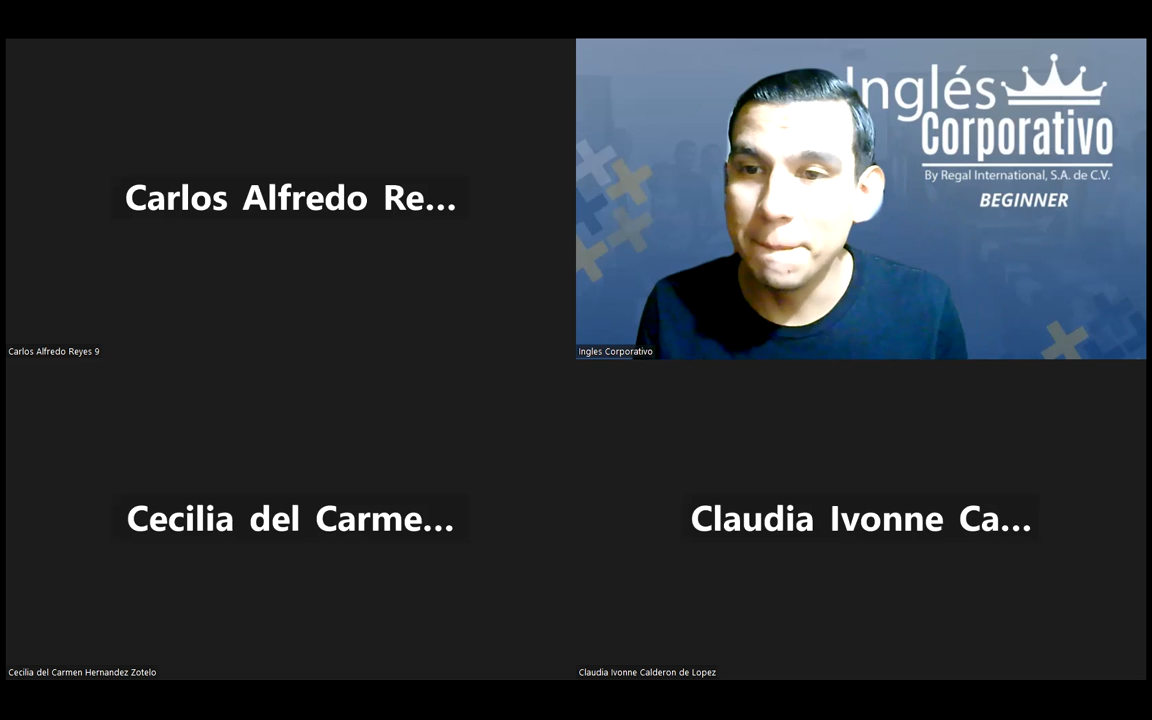 Carlos Alfredo Re...
Carlos Alfredo Reyes 9
Inglés
Corporativo
By Regal International, S.A. de C.V.
BEGINNER
Ingles Corporativo
Cecilia del Carme...
Cecilia del Carmen Hernandez Zotelo
Claudia Ivonne Ca...
Claudia Ivonne Calderon de Lopez